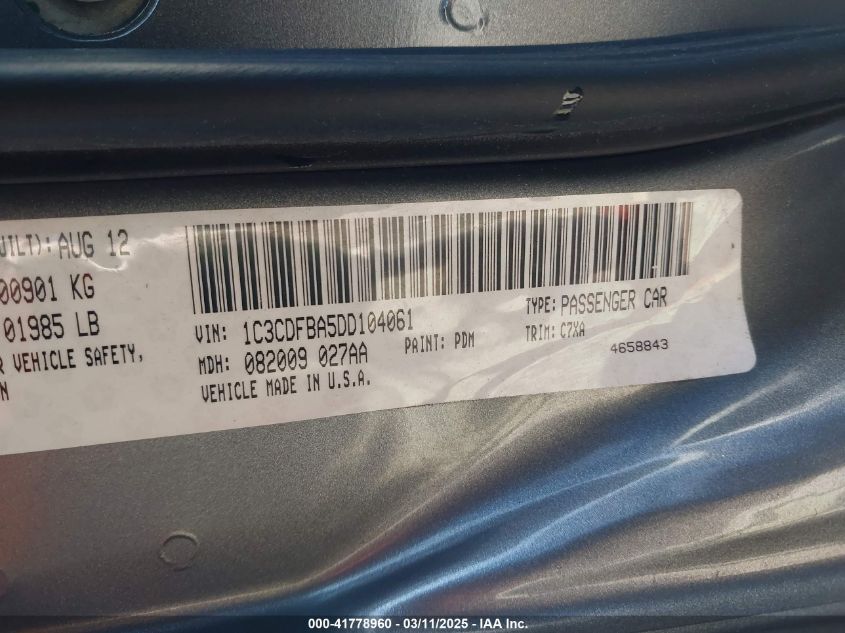 UILT): AUG 12
00901 KG
01985 LB
R VEHICLE SAFETY,
N
VIN: 1C3CDFBA5DD104061
TYPE: PASSENGER CAR
MDH: 082009 027AA
PAINT: PDM
TRIM: C7XA
VEHICLE MADE IN U.S.A.
4658843
000-41778960 - 03/11/2025 - IAA Inc.